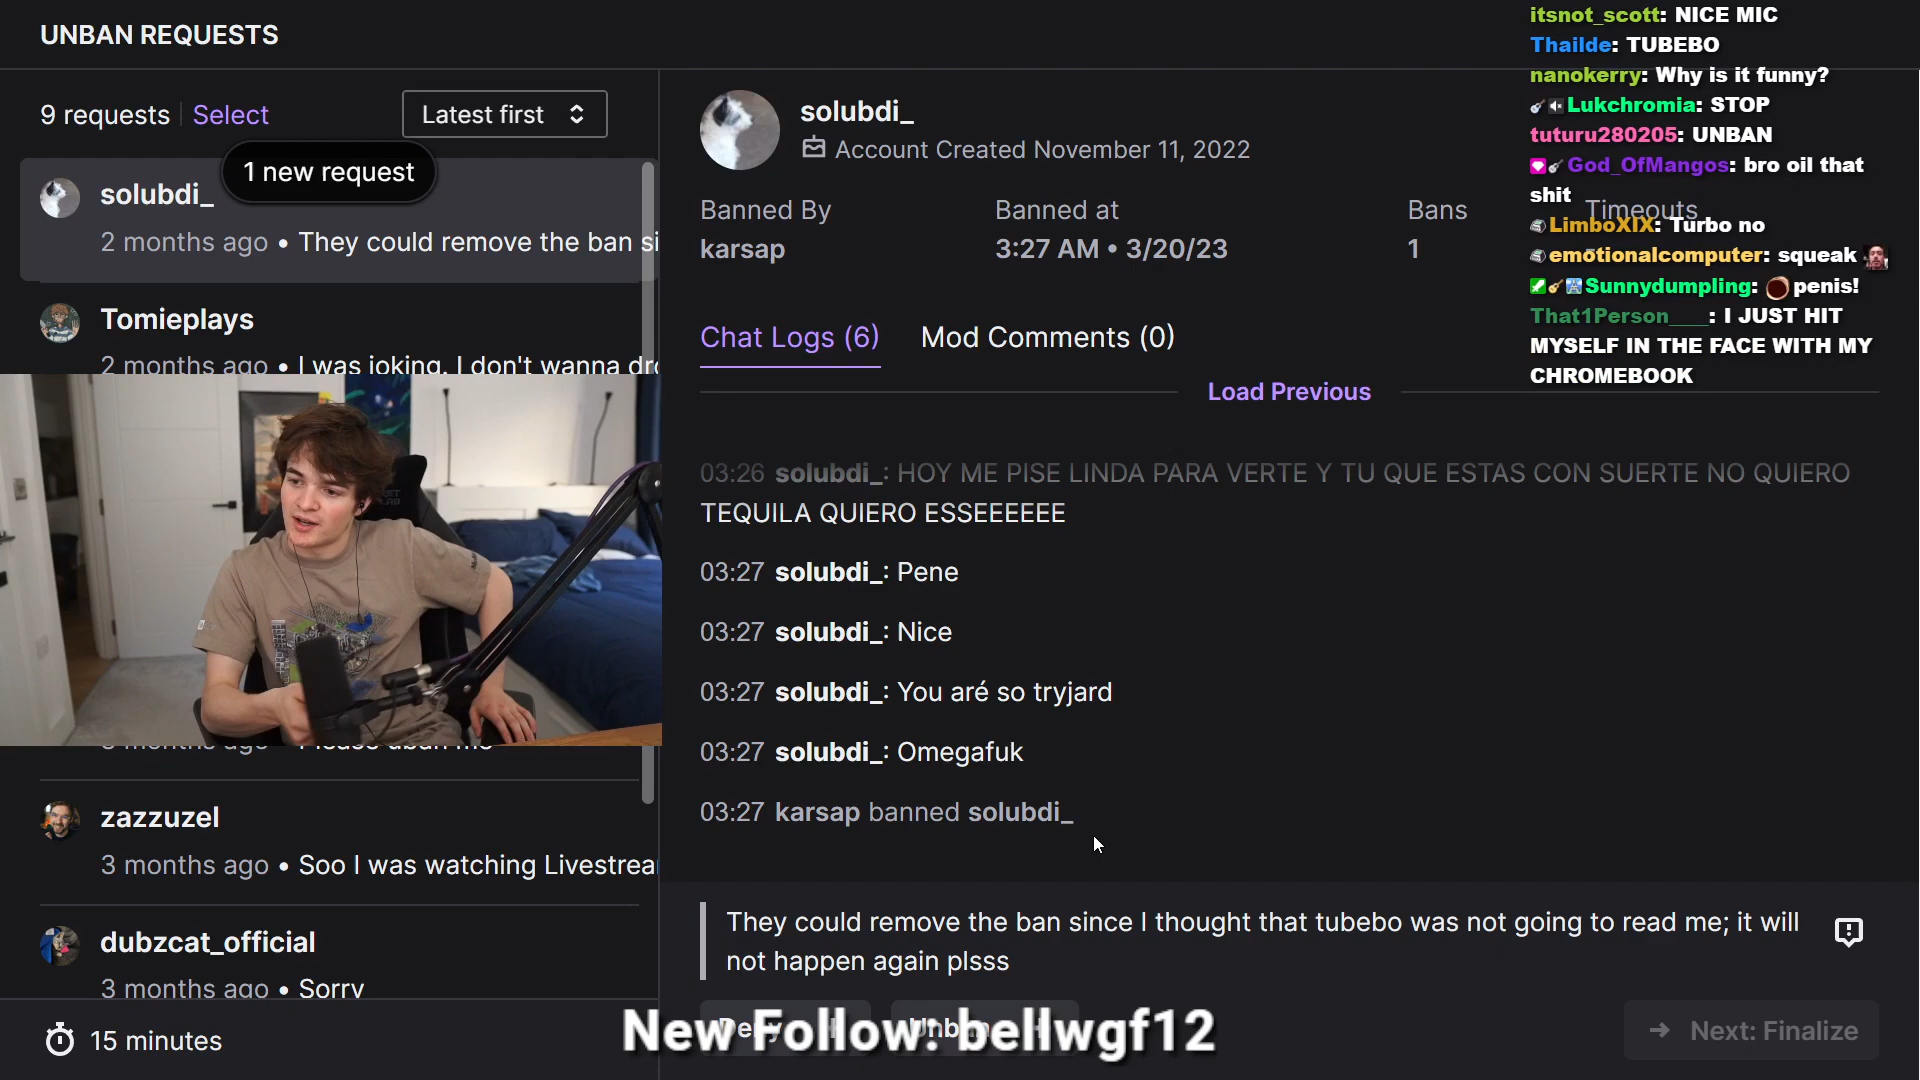 UNBAN REQUESTS
9 requests
Select
Latest first
1 new request
solubdi_
2 months ago • They could remove the ban si
Tomieplays
2 months ago • I was joking. I don't wanna dr
zazzuzel
3 months ago • Soo I was watching Livestrea
dubzcat_official
3 months ago • Sorry
15 minutes
solubdi_
Account Created November 11, 2022
Banned By
karsap
Banned at
3:27 AM • 3/20/23
Bans
1
Timeouts
Chat Logs (6)
Mod Comments (0)
Load Previous
03:26 solubdi_: HOY ME PISE LINDA PARA VERTE Y TU QUE ESTAS CON SUERTE NO QUIERO
TEQUILA QUIERO ESSEEEEEE
03:27 solubdi_: Pene
03:27 solubdi_: Nice
03:27 solubdi_: You aré so tryjard
03:27 solubdi_: Omegafuk
03:27 karsap banned solubdi_
They could remove the ban since I thought that tubebo was not going to read me; it will
not happen again plsss
Next: Finalize
New Follow: bellwgf12
itsnot_scott: NICE MIC
Thailde: TUBEBO
nanokerry: Why is it funny?
Lukchromia: STOP
tuturu280205: UNBAN
God_OfMangos: bro oil that
shit
LimboXIX: Turbo no
emotionalcomputer: squeak
Sunnydumpling: penis!
That1Person___: I JUST HIT
MYSELF IN THE FACE WITH MY
CHROMEBOOK